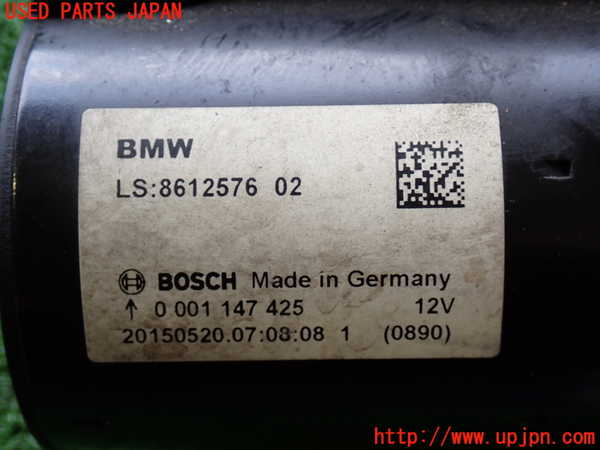 USED PARTS JAPAN
BMW
LS:8612576 02
BOSCH Made in Germany
↑ 0 001 147 425 12V
20150520.07:08:08 1 (0890)
UPJ http://www.upjpn.com/